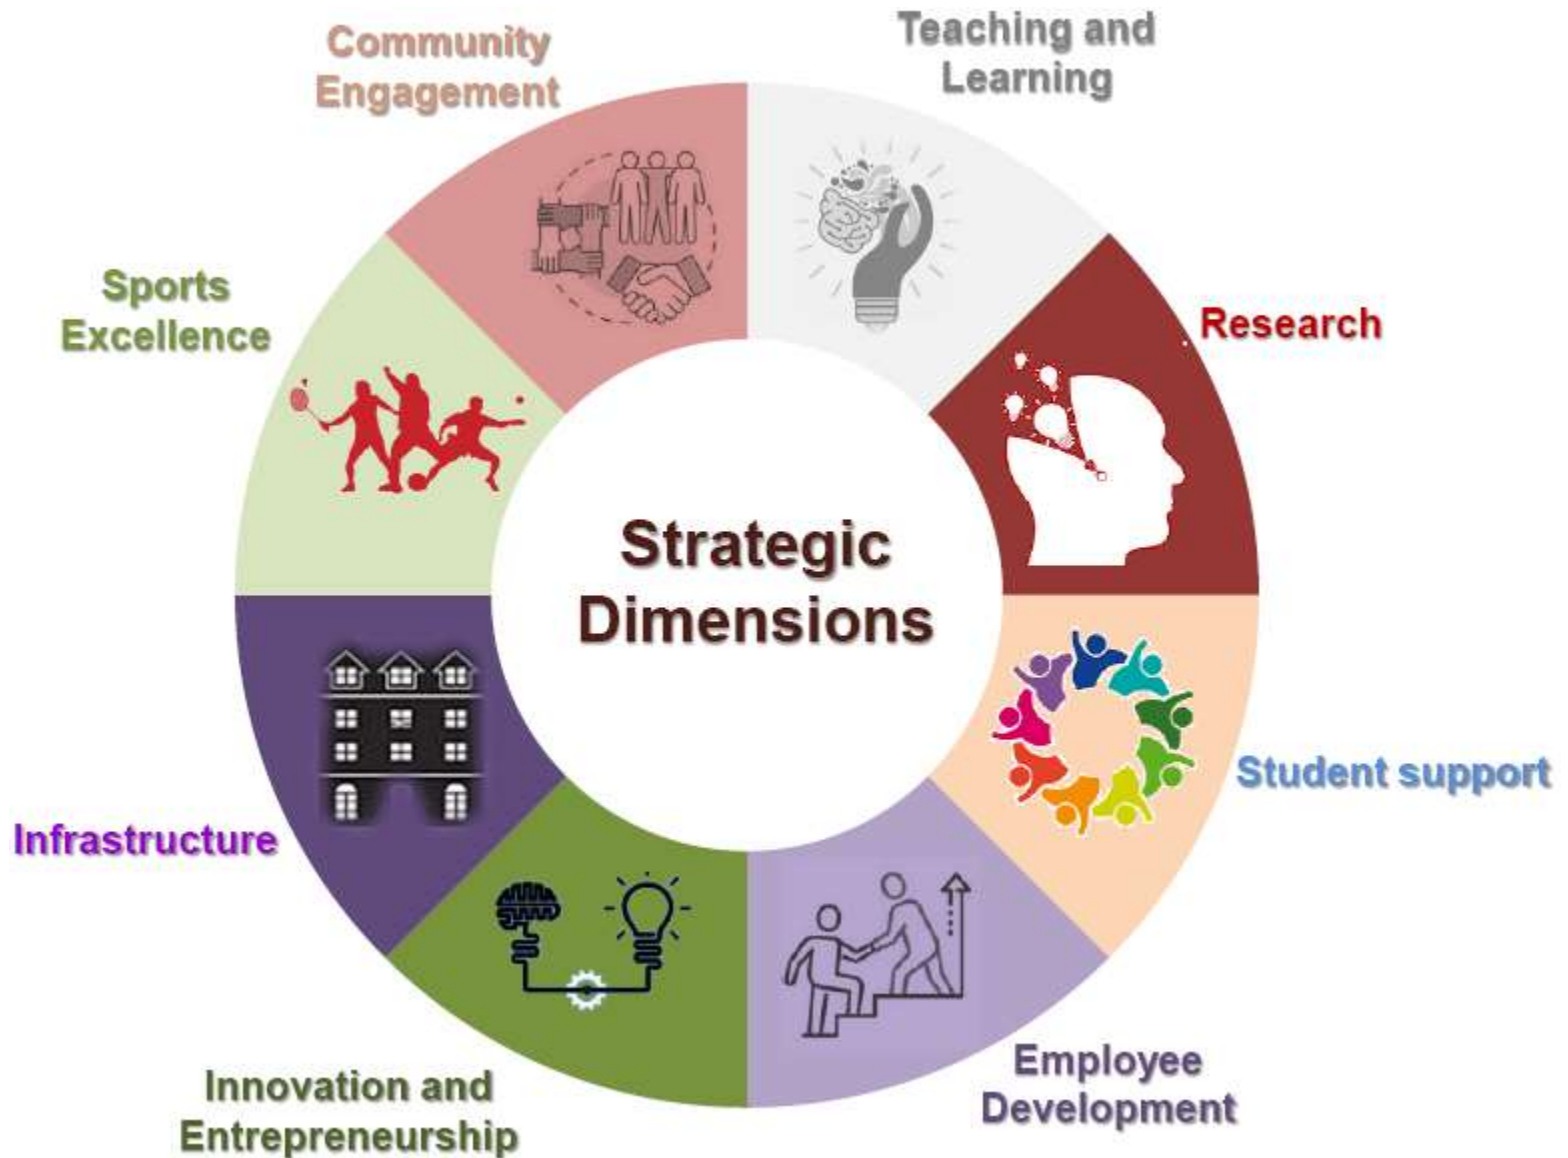 Community
Engagement
Teaching and
Learning
Sports
Excellence
Research
Strategic
Dimensions
Student support
Infrastructure
Employee
Development
Innovation and
Entrepreneurship